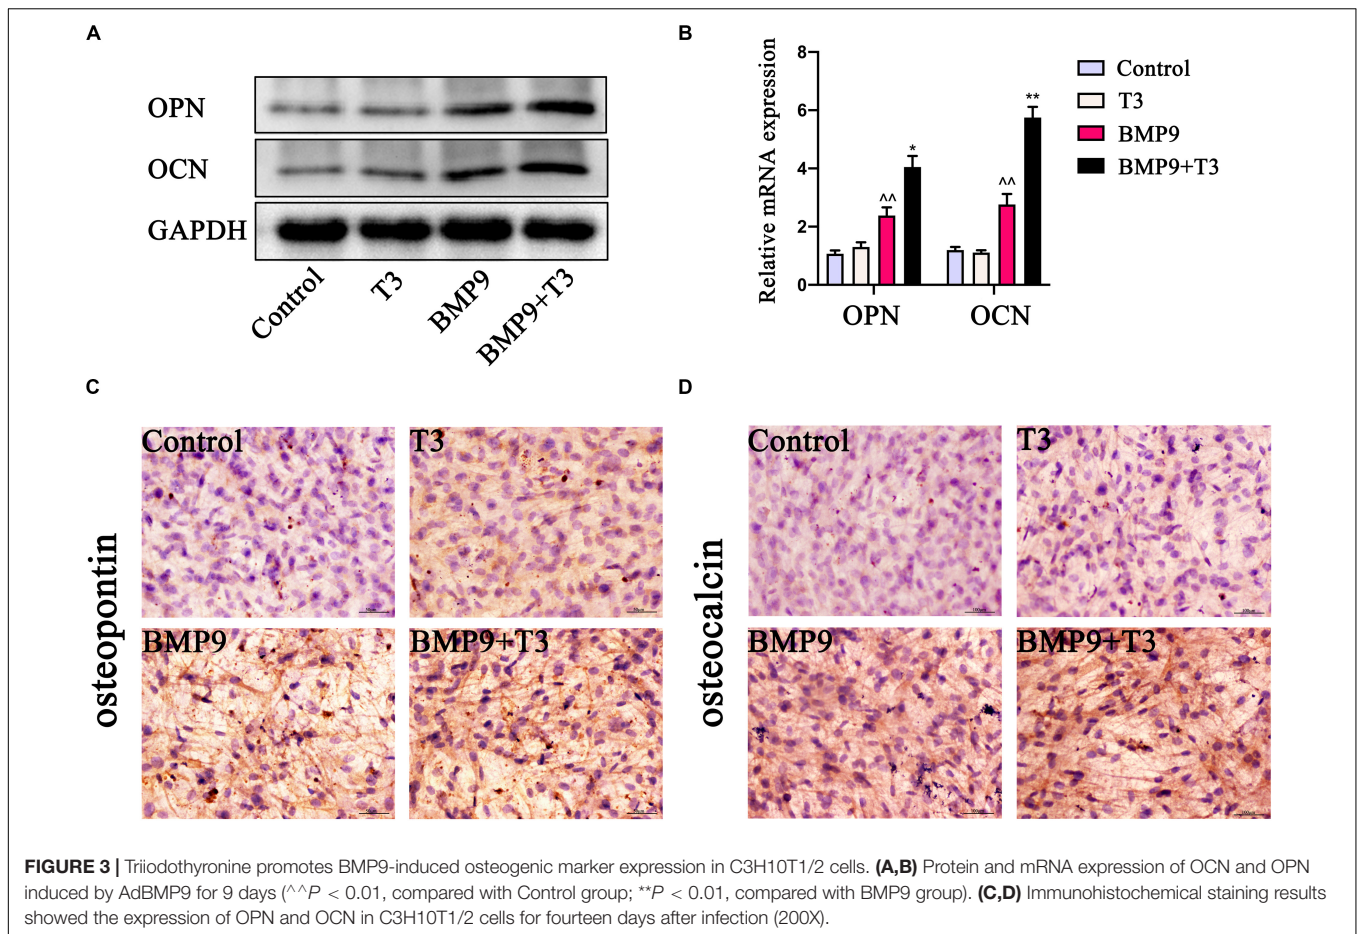 A
OPN
OCN
GAPDH
Control
T3
BMP9
BMP9+T3
B
Relative mRNA expression
8
6
4
2
0
^^
*
^^
**
OPN
OCN
Control
T3
BMP9
BMP9+T3
C
osteopontin
Control
T3
BMP9
BMP9+T3
D
osteocalcin
Control
T3
BMP9
BMP9+T3
FIGURE 3 | Triiodothyronine promotes BMP9-induced osteogenic marker expression in C3H10T1/2 cells. (A,B) Protein and mRNA expression of OCN and OPN
induced by AdBMP9 for 9 days (^^P < 0.01, compared with Control group; **P < 0.01, compared with BMP9 group). (C,D) Immunohistochemical staining results
showed the expression of OPN and OCN in C3H10T1/2 cells for fourteen days after infection (200X).